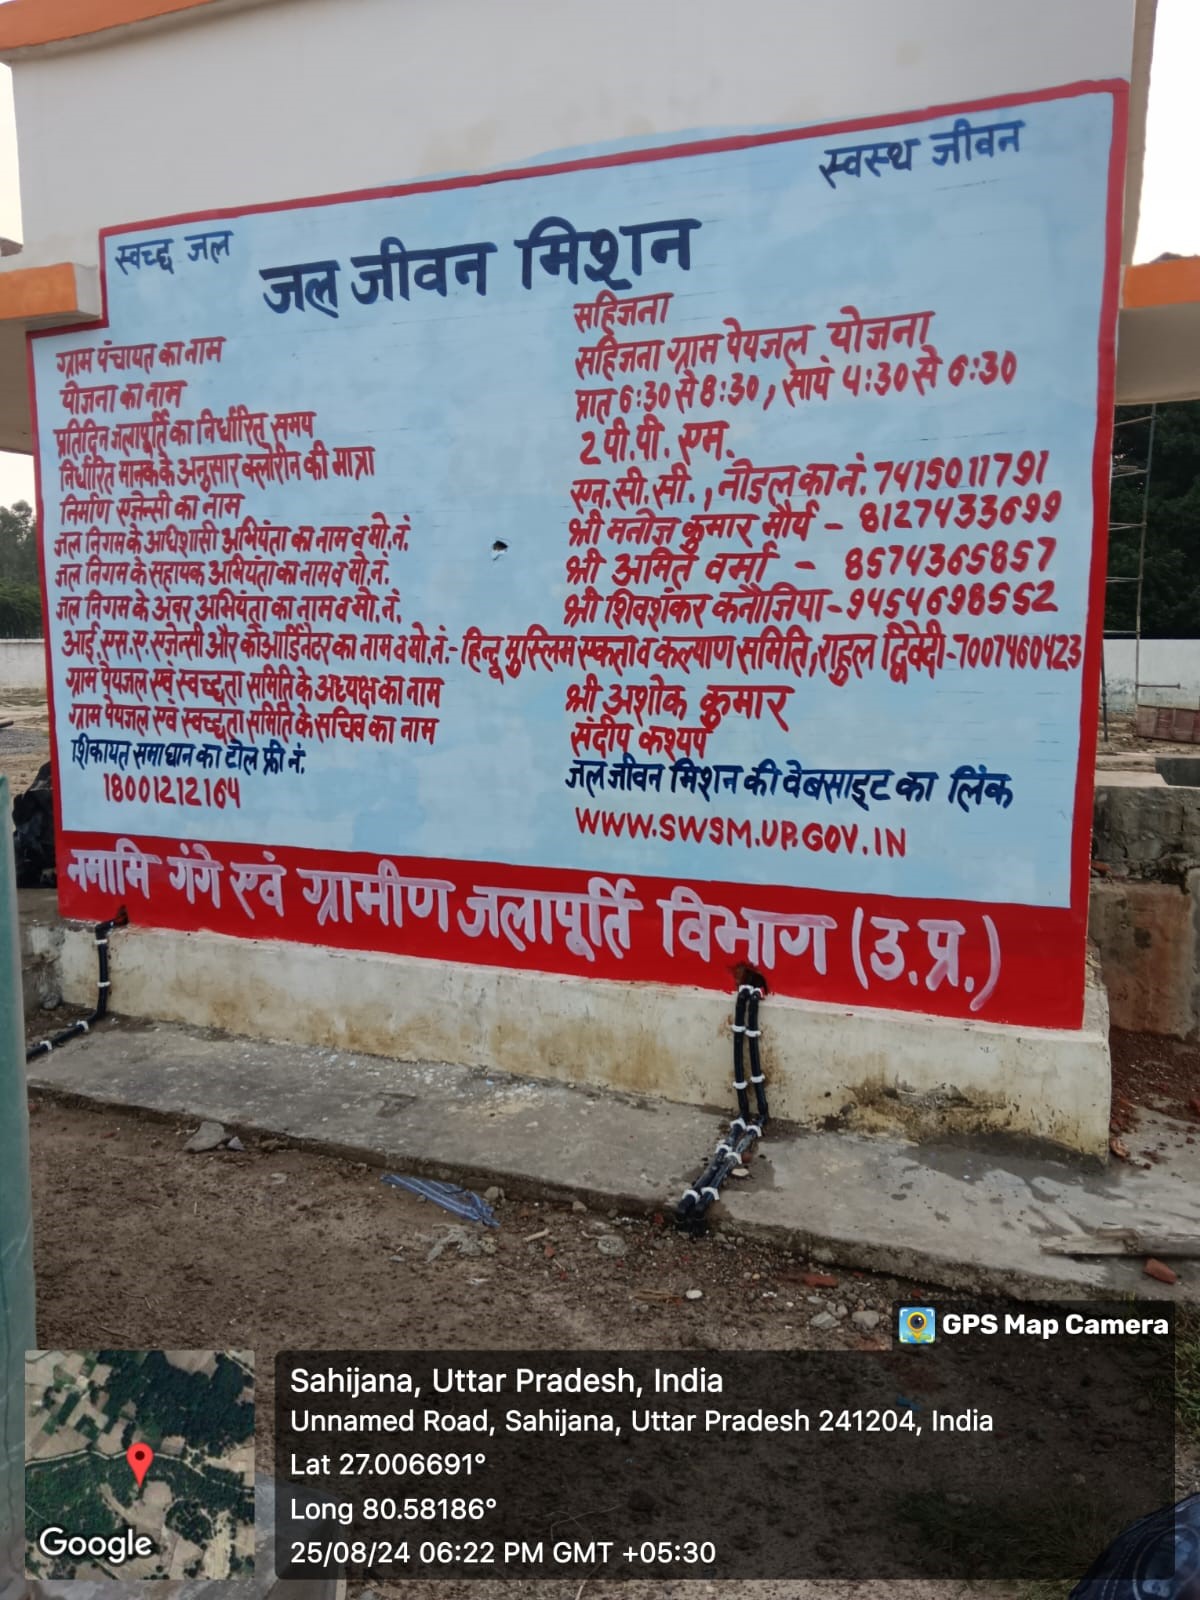 स्वच्छ जल
स्वस्थ जीवन
जल जीवन मिशन
ग्राम पंचायत का नाम सहिजना
योजना का नाम सहिजना ग्राम पेयजल योजना
प्रतिदिन जलापूर्ति का निर्धारित समय प्रात 6:30 से 8:30, सायं 4:30 से 6:30
निर्धारित मानक के अनुसार क्लोरीन की मात्रा 2 पी.पी. एम.
निर्माण एजेन्सी का नाम एन.सी.सी., नोडल का नं. 7415011791
जल निगम के अधिशासी अभियंता का नाम व मो.नं. श्री मनोज कुमार मौर्य - 8127433699
जल निगम के सहायक अभियंता का नाम व मो.नं. श्री अमित वर्मा - 8574365857
जल निगम के अवर अभियंता का नाम व मो.नं. श्री शिवशंकर कनौजिया-9454698552
आई.एस.ए.एजेन्सी और कोआर्डिनेटर का नाम व मो.नं.- हिन्दू मुस्लिम एकता व कल्याण समिति, राहुल द्विवेदी-7007460423
ग्राम पेयजल एवं स्वच्छता समिति के अध्यक्ष का नाम श्री अशोक कुमार
ग्राम पेयजल एवं स्वच्छता समिति के सचिव का नाम संदीप कश्यप
शिकायत समाधान का टोल फ्री नं. जल जीवन मिशन की वेबसाइट का लिंक
18001212164 WWW.SWSM.UP.GOV.IN
नमामि गंगे एवं ग्रामीण जलापूर्ति विभाग (उ.प्र.)
GPS Map Camera
Sahijana, Uttar Pradesh, India
Unnamed Road, Sahijana, Uttar Pradesh 241204, India
Lat 27.006691°
Long 80.58186°
25/08/24 06:22 PM GMT +05:30
Google